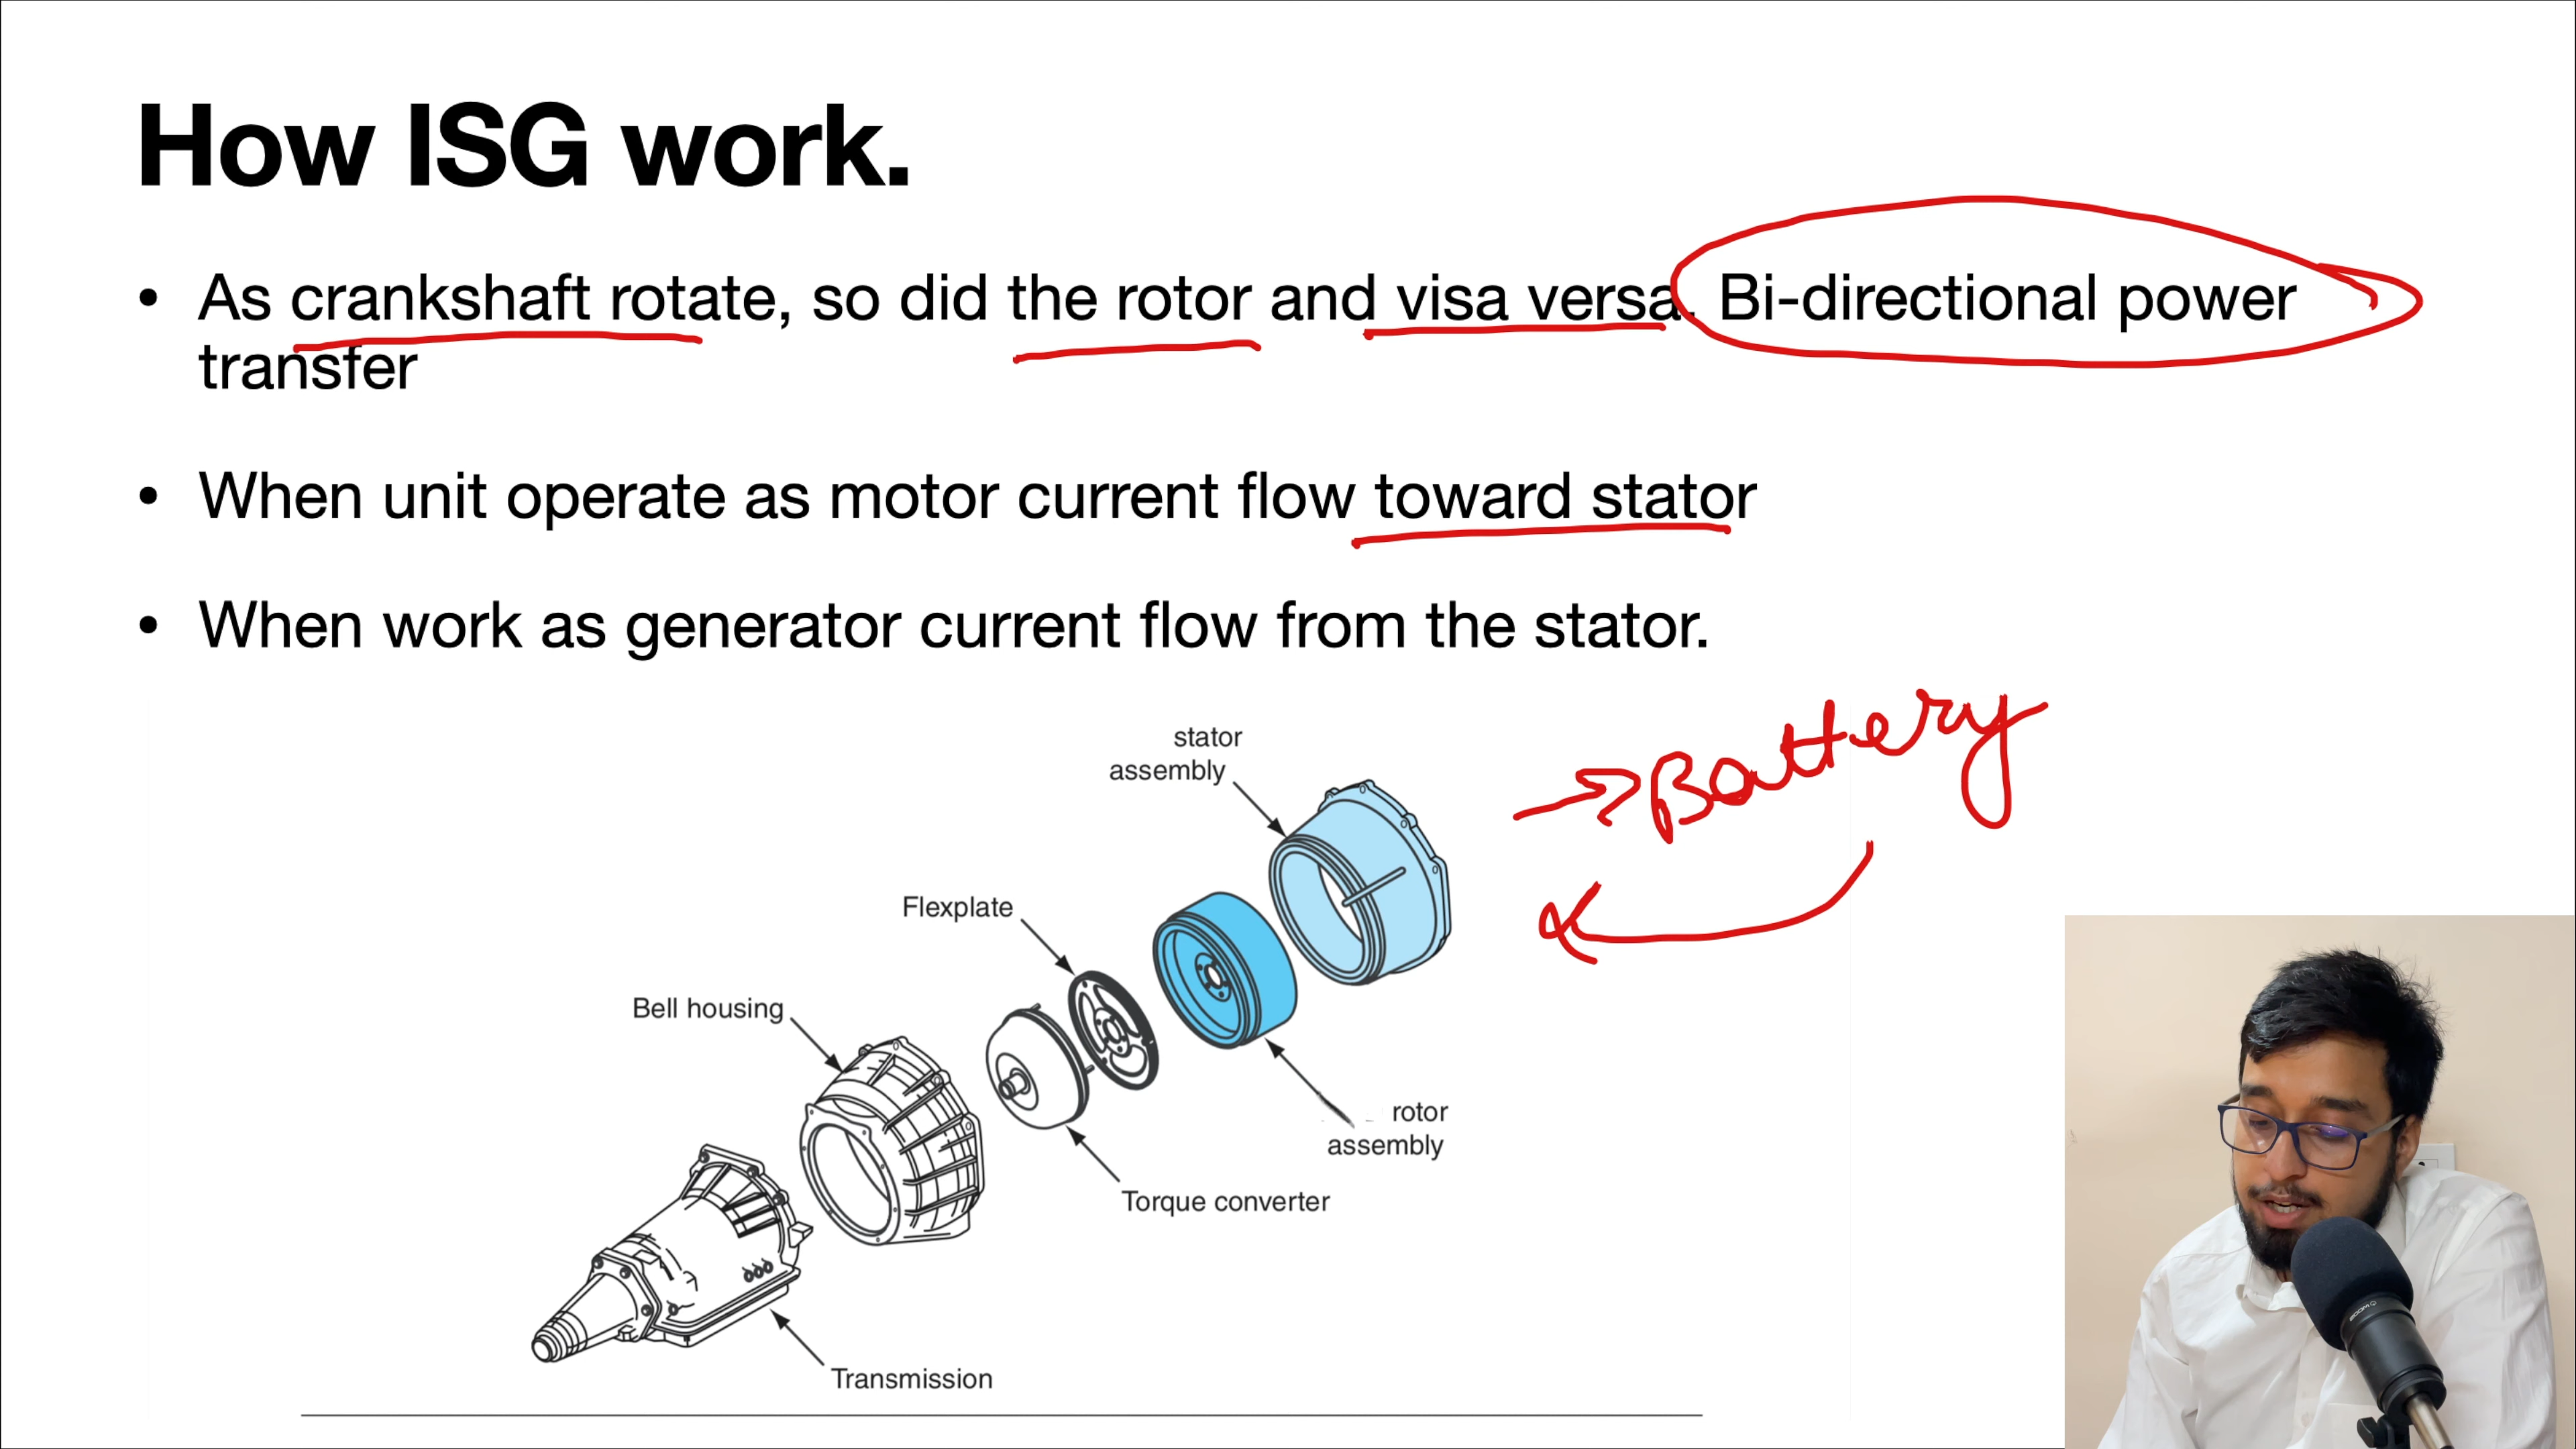 How ISG work.
• As crankshaft rotate, so did the rotor and visa versa. Bi-directional power
transfer
• When unit operate as motor current flow toward stator
• When work as generator current flow from the stator.
stator
assembly
Battery
Flexplate
Bell housing
rotor
assembly
Torque converter
Transmission